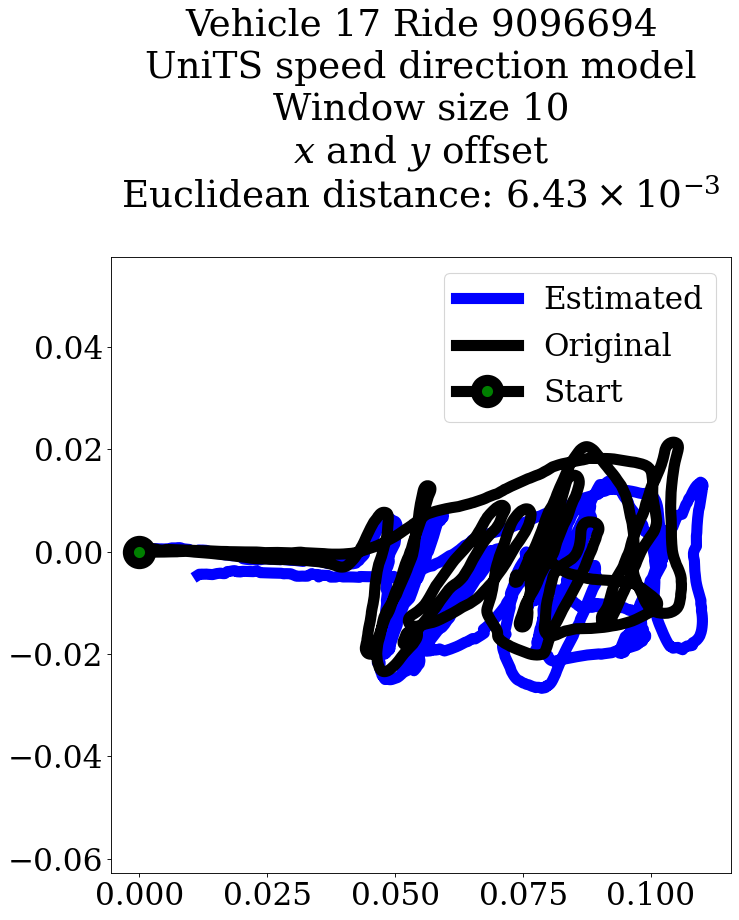 Vehicle 17 Ride 9096694
UniTS speed direction model
Window size 10
x and y offset
Euclidean distance: 6.43 × 10⁻³
Estimated
Original
Start
0.04
0.02
0.00
−0.02
−0.04
−0.06
0.000 0.025 0.050 0.075 0.100